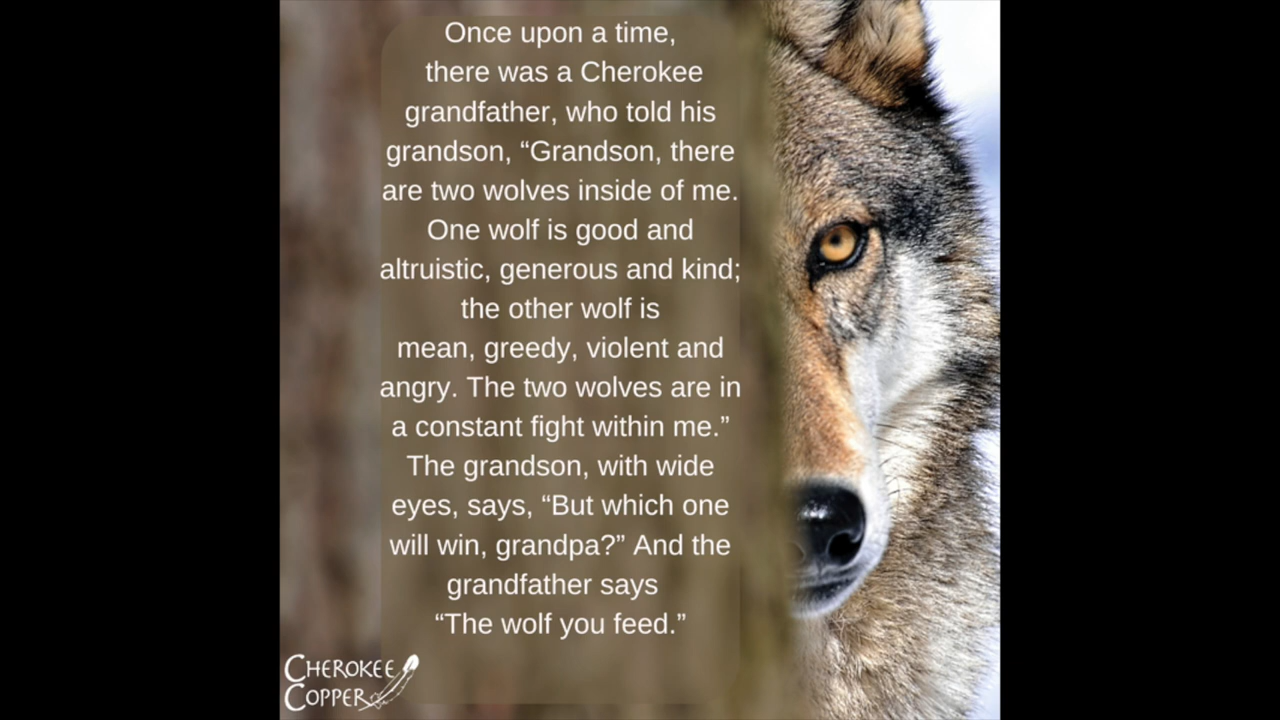 Once upon a time,
there was a Cherokee
grandfather, who told his
grandson, “Grandson, there
are two wolves inside of me.
One wolf is good and
altruistic, generous and kind;
the other wolf is
mean, greedy, violent and
angry. The two wolves are in
a constant fight within me.”
The grandson, with wide
eyes, says, “But which one
will win, grandpa?” And the
grandfather says
“The wolf you feed.”
CHEROKEE
COPPER